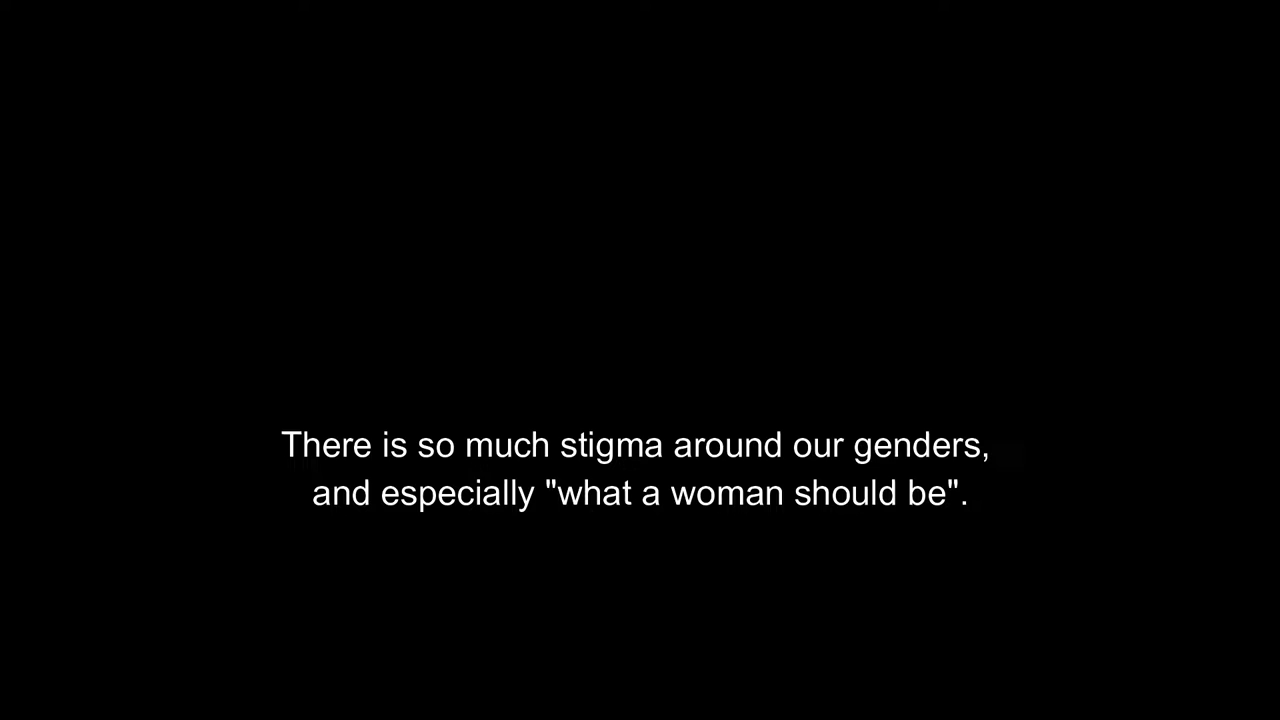 There is so much stigma around our genders,
and especially "what a woman should be".